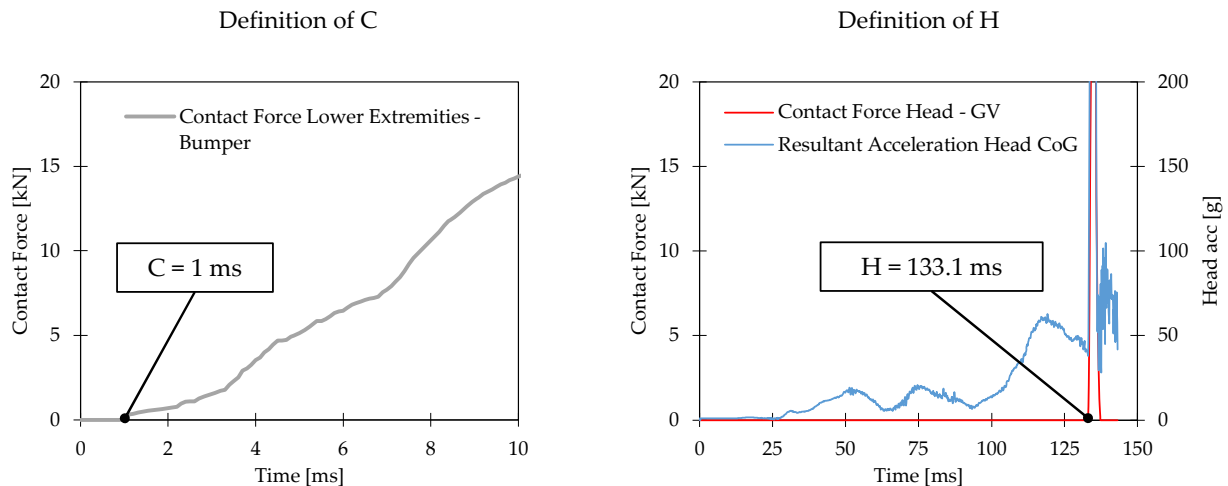 Definition of C
20
15
10
5
0
Contact Force [kN]
Contact Force Lower Extremities -
Bumper
C = 1 ms
0 2 4 6 8 10
Time [ms]
Definition of H
20
15
10
5
0
Contact Force [kN]
Contact Force Head - GV
Resultant Acceleration Head CoG
H = 133.1 ms
200
150
100
50
0
Head acc [g]
0 25 50 75 100 125 150
Time [ms]